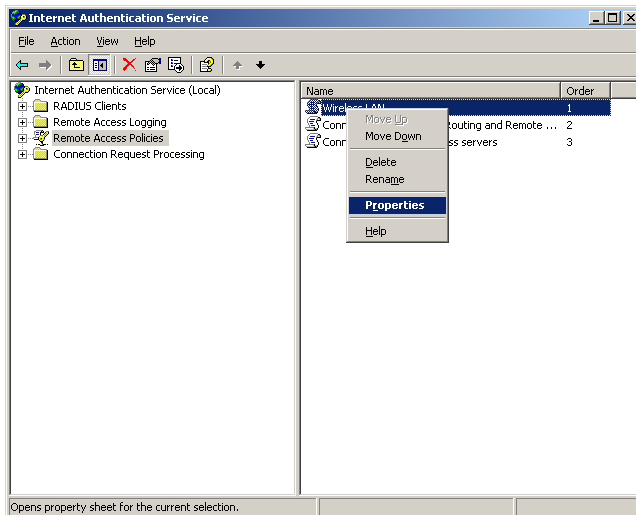 Internet Authentication Service
File Action View Help
Internet Authentication Service (Local)
RADIUS Clients
Remote Access Logging
Remote Access Policies
Connection Request Processing
Name Order
Wireless LAN 1
Conn Routing and Remote ... 2
Conn ss servers 3
Move Up
Move Down
Delete
Rename
Properties
Help
Opens property sheet for the current selection.